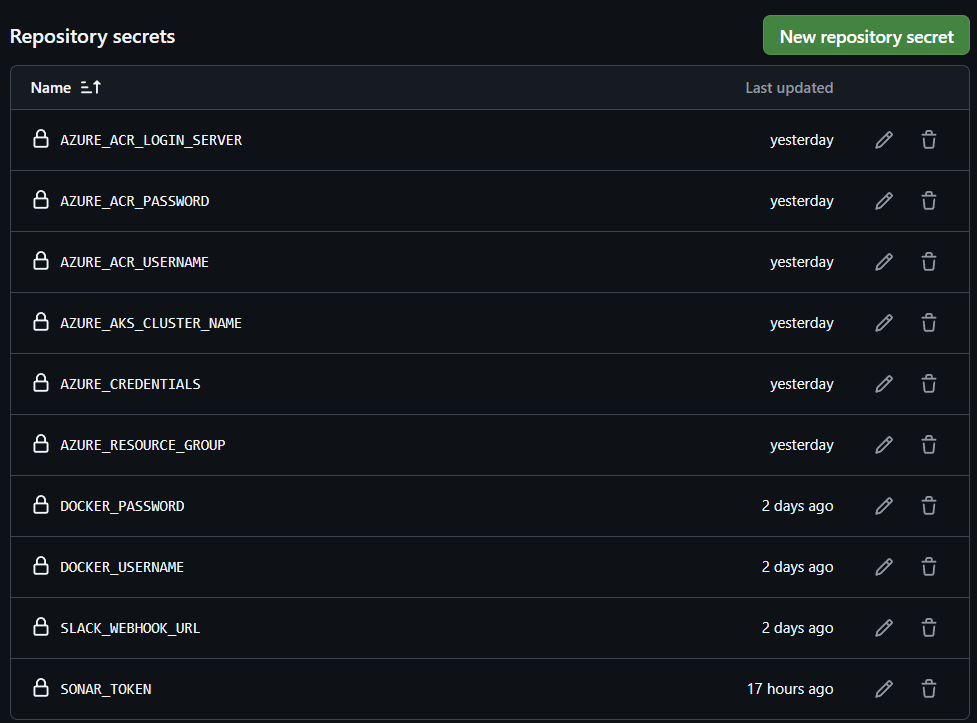 Repository secrets
New repository secret
Name Last updated
AZURE_ACR_LOGIN_SERVER yesterday
AZURE_ACR_PASSWORD yesterday
AZURE_ACR_USERNAME yesterday
AZURE_AKS_CLUSTER_NAME yesterday
AZURE_CREDENTIALS yesterday
AZURE_RESOURCE_GROUP yesterday
DOCKER_PASSWORD 2 days ago
DOCKER_USERNAME 2 days ago
SLACK_WEBHOOK_URL 2 days ago
SONAR_TOKEN 17 hours ago